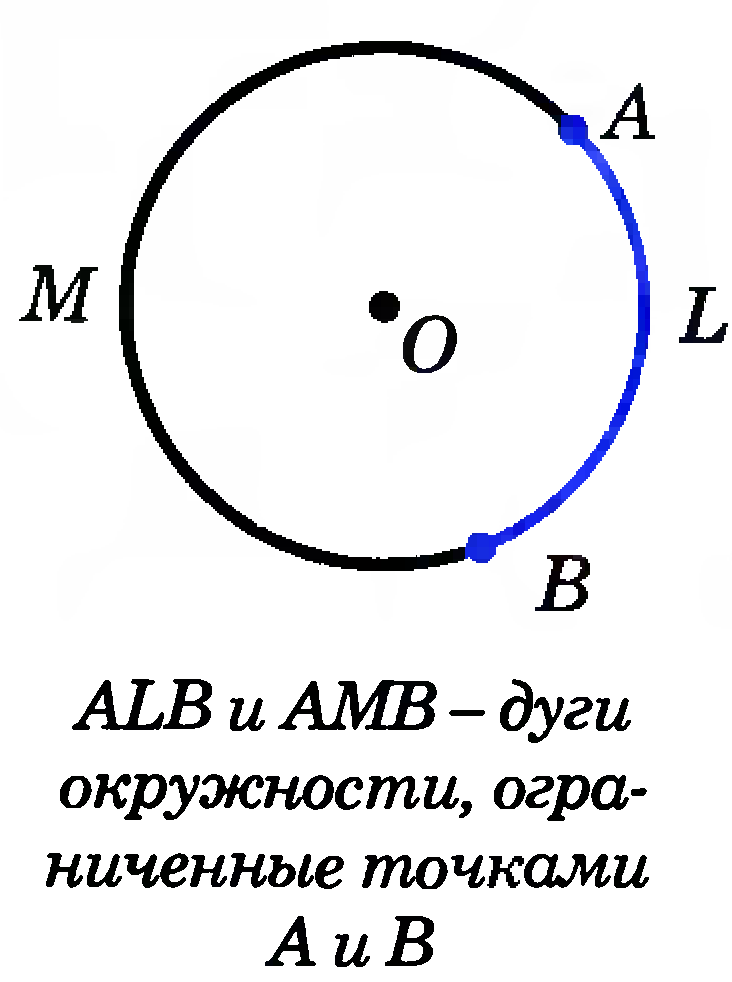 A
M
O
L
B
ALB и AMB – дуги
окружности, огра-
ниченные точками
A и B